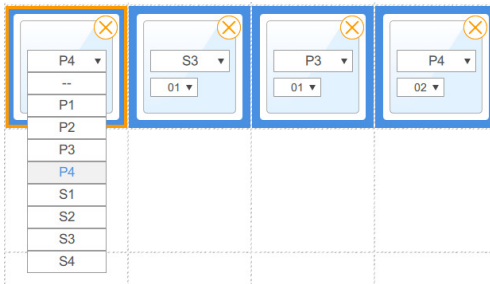 P4 ▼ S3 ▼ P3 ▼ P4 ▼
-- 01 ▼ 01 ▼ 02 ▼
P1
P2
P3
P4
S1
S2
S3
S4